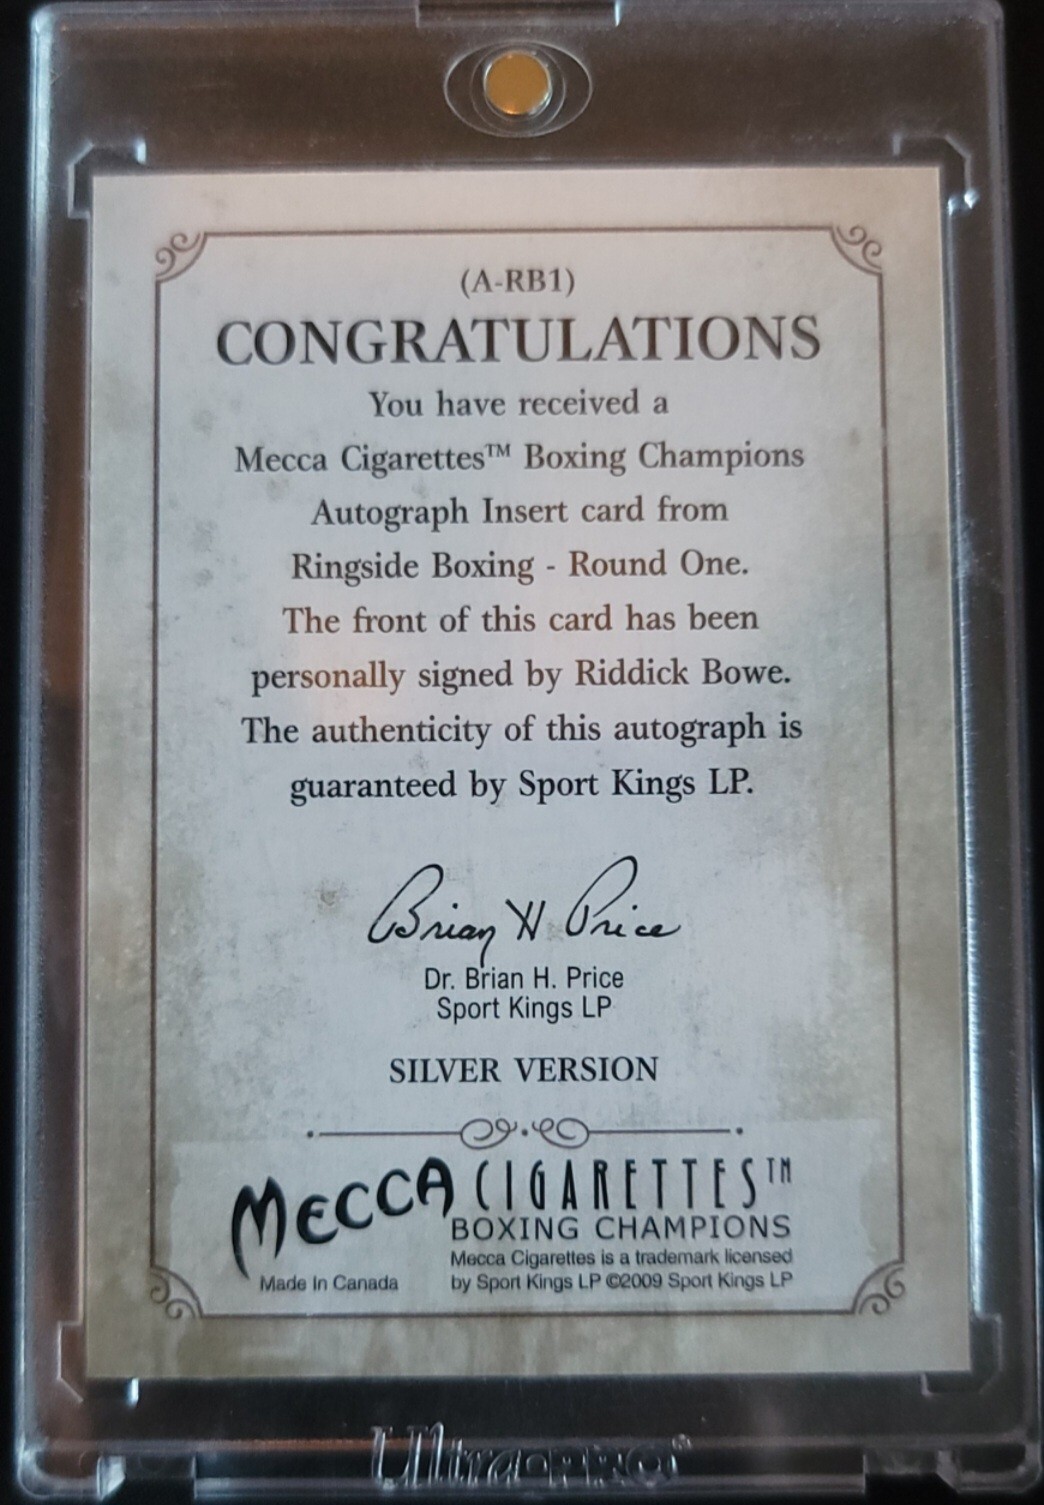 (A-RB1)
CONGRATULATIONS
You have received a
Mecca Cigarettes™ Boxing Champions
Autograph Insert card from
Ringside Boxing - Round One.
The front of this card has been
personally signed by Riddick Bowe.
The authenticity of this autograph is
guaranteed by Sport Kings LP.
Brian H Price
Dr. Brian H. Price
Sport Kings LP
SILVER VERSION
MECCA CIGARETTES™
BOXING CHAMPIONS
Mecca Cigarettes is a trademark licensed
Made In Canada by Sport Kings LP ©2009 Sport Kings LP
Ultra·PRO®